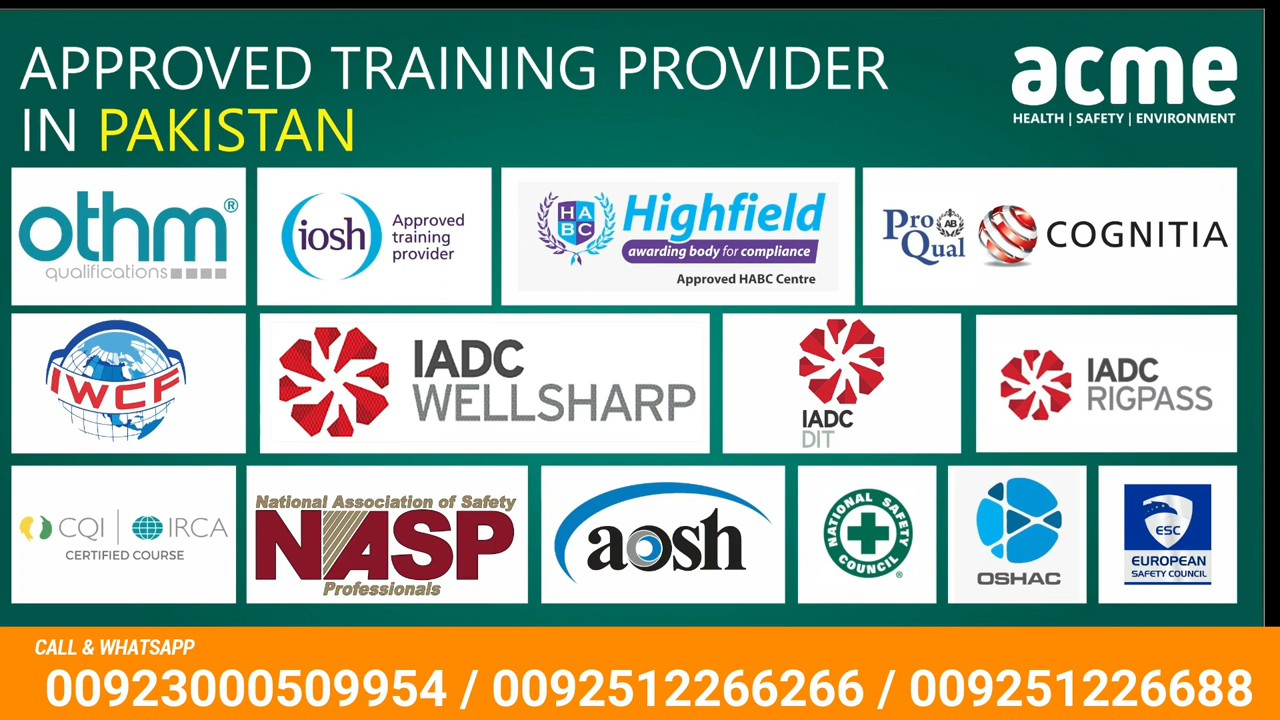 APPROVED TRAINING PROVIDER
IN PAKISTAN
acme
HEALTH | SAFETY | ENVIRONMENT
othm®
qualifications
iosh
Approved
training
provider
HABC
Highfield
awarding body for compliance
Approved HABC Centre
Pro
AB
Qual
COGNITIA
IWCF
IADC
WELLSHARP
IADC
DIT
IADC
RIGPASS
CQI | IRCA
CERTIFIED COURSE
National Association of Safety
NASP
Professionals
aosh
NATIONAL SAFETY
COUNCIL ®
OSHAC
ESC
EUROPEAN
SAFETY COUNCIL
CALL & WHATSAPP
00923000509954 / 0092512266266 / 009251226688